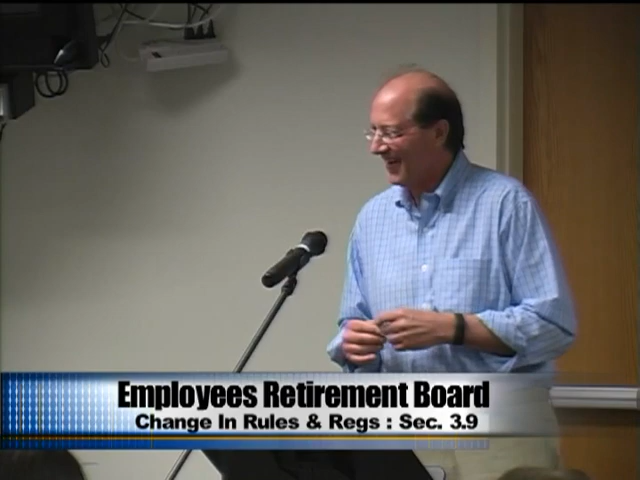 Employees Retirement Board
Change In Rules & Regs : Sec. 3.9